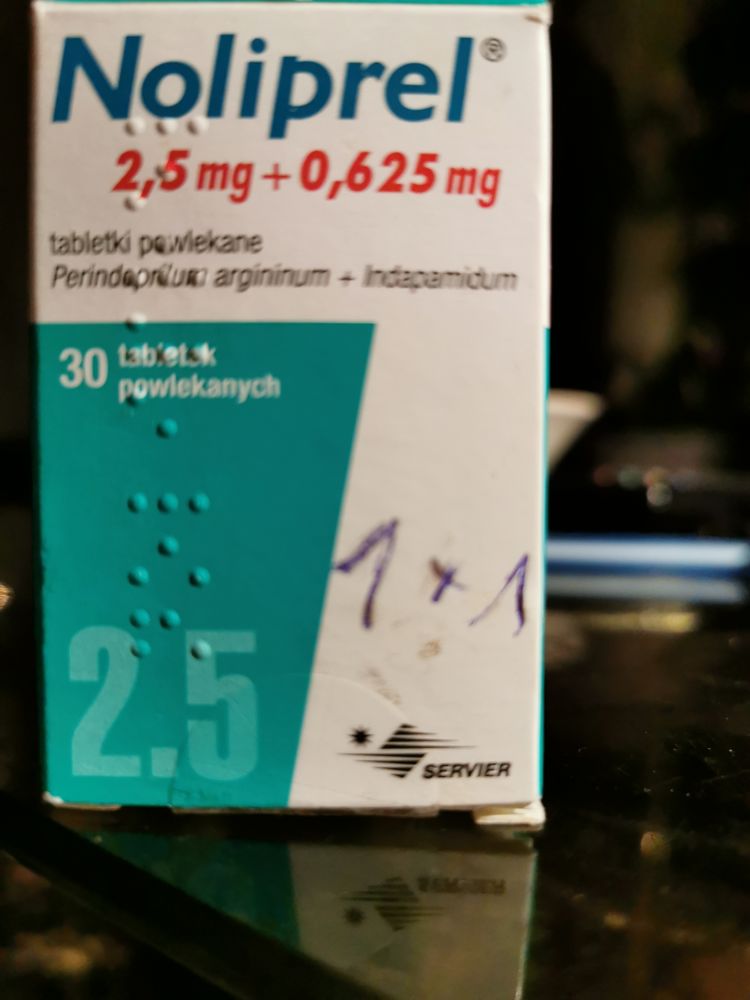 Noliprel®
2,5 mg + 0,625 mg
tabletki powlekane
Perindoprilum argininum + Indapamidum
30 tabletek
powlekanych
1 x 1
2.5
SERVIER